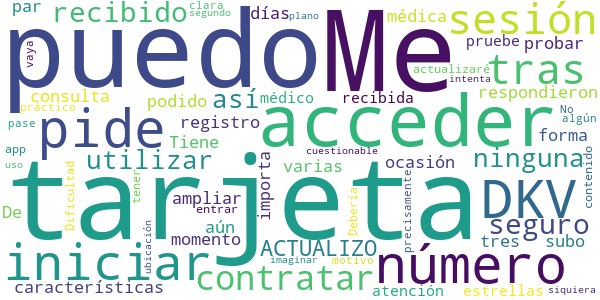 par recibido clara segundo días plano médica sesión
vaya puedo Me pruebe probar
consulta práctico actualizaré intenta tras
así podido médico recibida respondieron
pide registro acceder No algún
app pase Tiene forma
utilizar cuestionable ninguna
uso tarjeta importa varias ocasión contenido
De Dificultad tener ampliar DKV
entrar Debería precisamente seguro
aún momento ACTUALIZO tres subo
iniciar ubicación número
contratar imaginar motivo estrellas
características atención siquiera